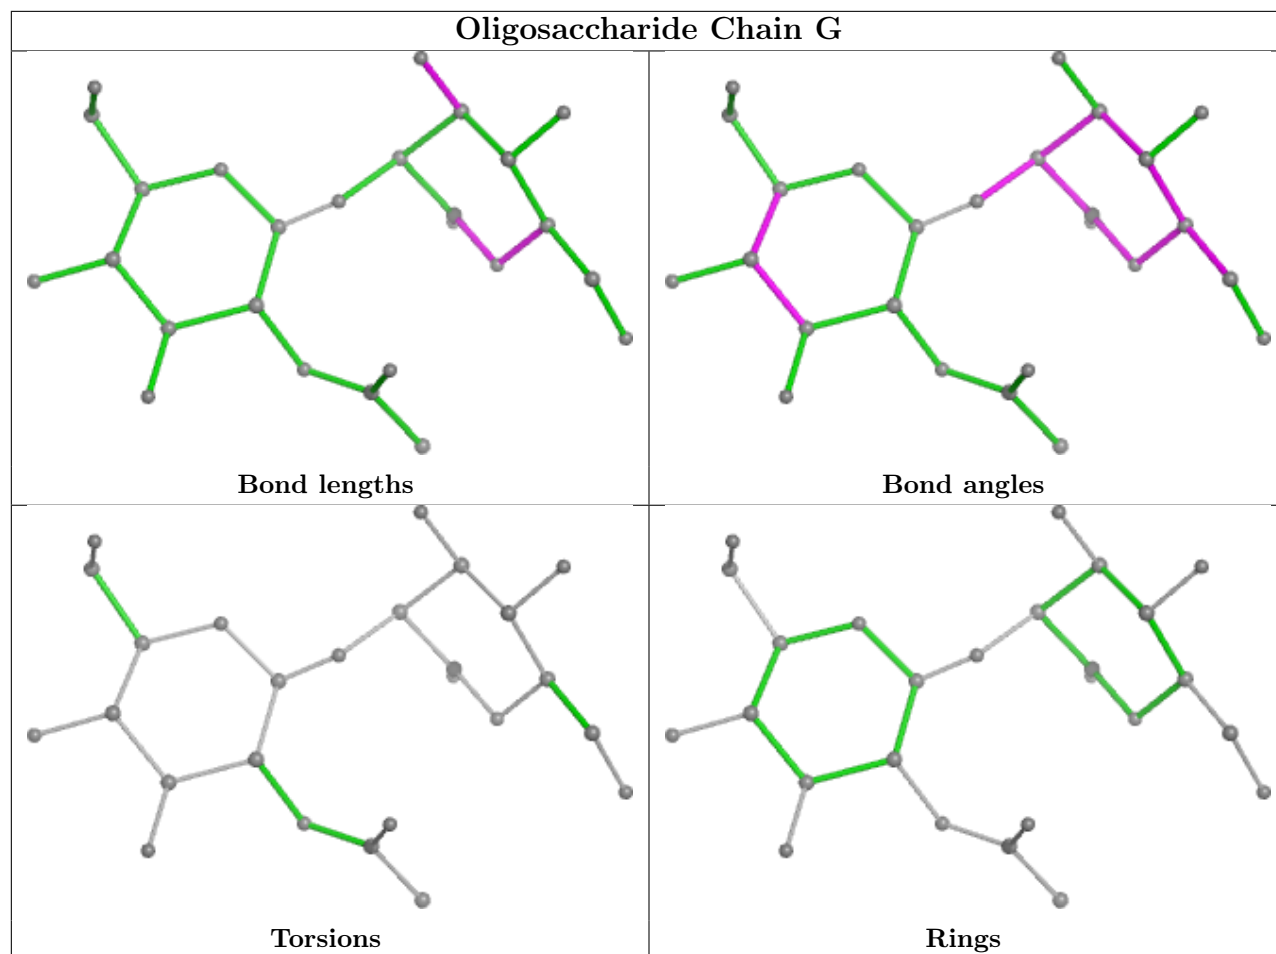 Oligosaccharide Chain G
Bond lengths
Bond angles
Torsions
Rings